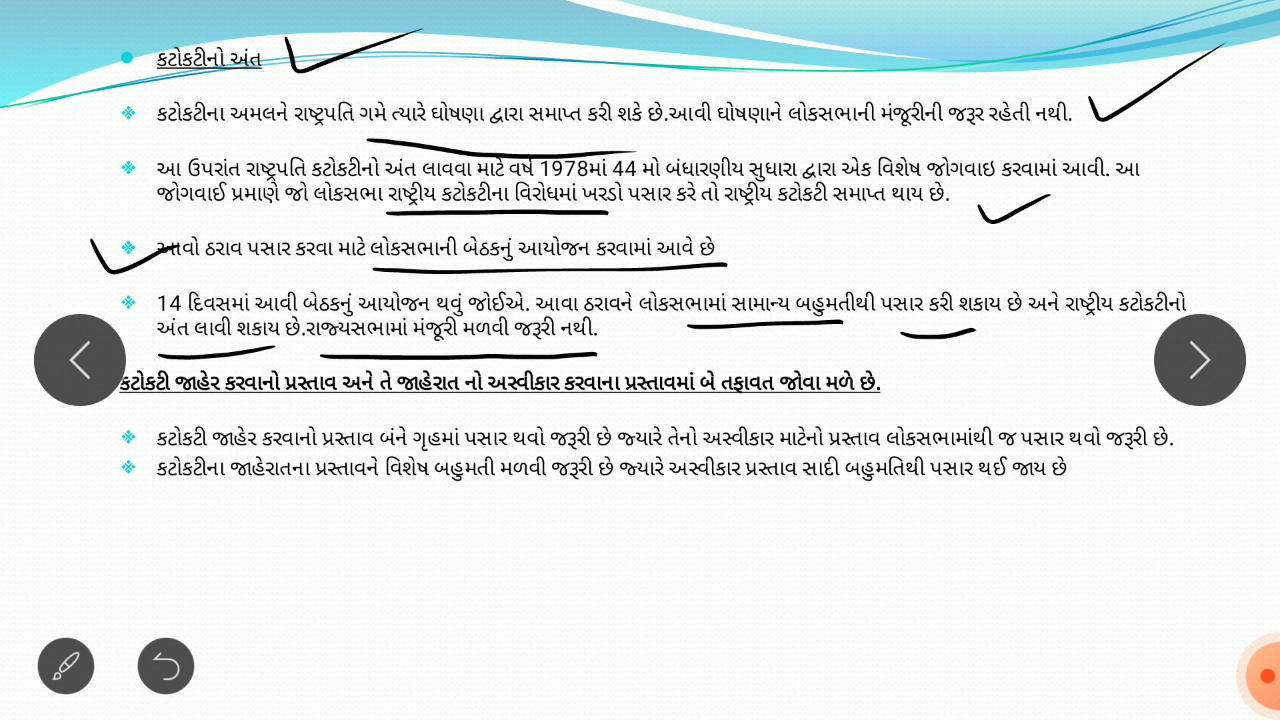 કટોકટીનો અંત
કટોકટીના અમલને રાષ્ટ્રપતિ ગમે ત્યારે ઘોષણા દ્વારા સમાપ્ત કરી શકે છે.આવી ઘોષણાને લોકસભાની મંજૂરીની જરૂર રહેતી નથી.
આ ઉપરાંત રાષ્ટ્રપતિ કટોકટીનો અંત લાવવા માટે વર્ષ 1978માં 44 મો બંધારણીય સુધારા દ્વારા એક વિશેષ જોગવાઇ કરવામાં આવી. આ
જોગવાઈ પ્રમાણે જો લોકસભા રાષ્ટ્રીય કટોકટીના વિરોધમાં ખરડો પસાર કરે તો રાષ્ટ્રીય કટોકટી સમાપ્ત થાય છે.
આવો ઠરાવ પસાર કરવા માટે લોકસભાની બેઠકનું આયોજન કરવામાં આવે છે
14 દિવસમાં આવી બેઠકનું આયોજન થવું જોઈએ. આવા ઠરાવને લોકસભામાં સામાન્ય બહુમતીથી પસાર કરી શકાય છે અને રાષ્ટ્રીય કટોકટીનો
અંત લાવી શકાય છે.રાજ્યસભામાં મંજૂરી મળવી જરૂરી નથી.
કટોકટી જાહેર કરવાનો પ્રસ્તાવ અને તે જાહેરાત નો અસ્વીકાર કરવાના પ્રસ્તાવમાં બે તફાવત જોવા મળે છે.
કટોકટી જાહેર કરવાનો પ્રસ્તાવ બંને ગૃહમાં પસાર થવો જરૂરી છે જ્યારે તેનો અસ્વીકાર માટેનો પ્રસ્તાવ લોકસભામાંથી જ પસાર થવો જરૂરી છે.
કટોકટીના જાહેરાતના પ્રસ્તાવને વિશેષ બહુમતી મળવી જરૂરી છે જ્યારે અસ્વીકાર પ્રસ્તાવ સાદી બહુમતિથી પસાર થઈ જાય છે